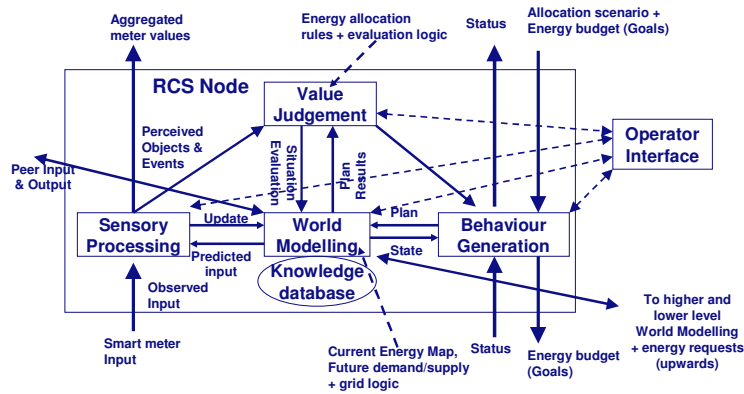 Aggregated
meter values
Energy allocation
rules + evaluation logic
Status
Allocation scenario +
Energy budget (Goals)
RCS Node
Value
Judgement
Perceived
Objects &
Events
Situation
Evaluation
Plan
Results
Operator
Interface
Peer Input
& Output
Sensory
Processing
Update
Predicted
input
World
Modelling
Knowledge
database
Plan
State
Behaviour
Generation
Observed
Input
Smart meter
Input
Current Energy Map,
Future demand/supply
+ grid logic
Status
Energy budget
(Goals)
To higher and
lower level
World Modelling
+ energy requests
(upwards)